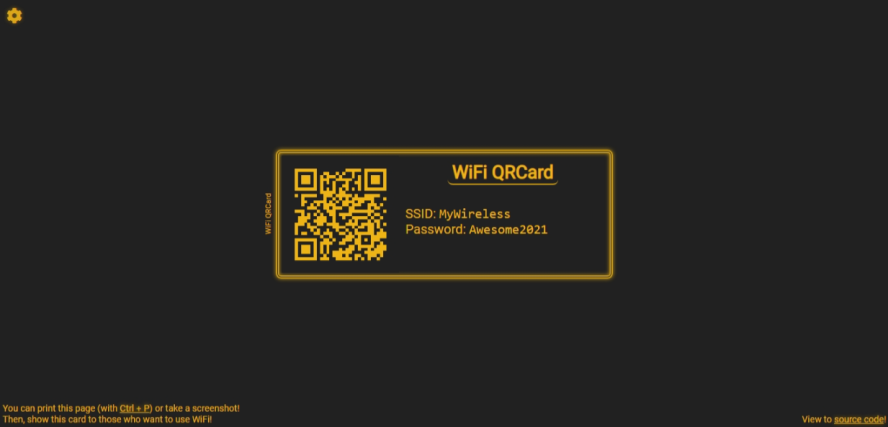 WiFi QRCard
WiFi QRCard
SSID: MyWireless
Password: Awesome2021
You can print this page (with Ctrl + P) or take a screenshot!
Then, show this card to those who want to use WiFi!
View to source code!